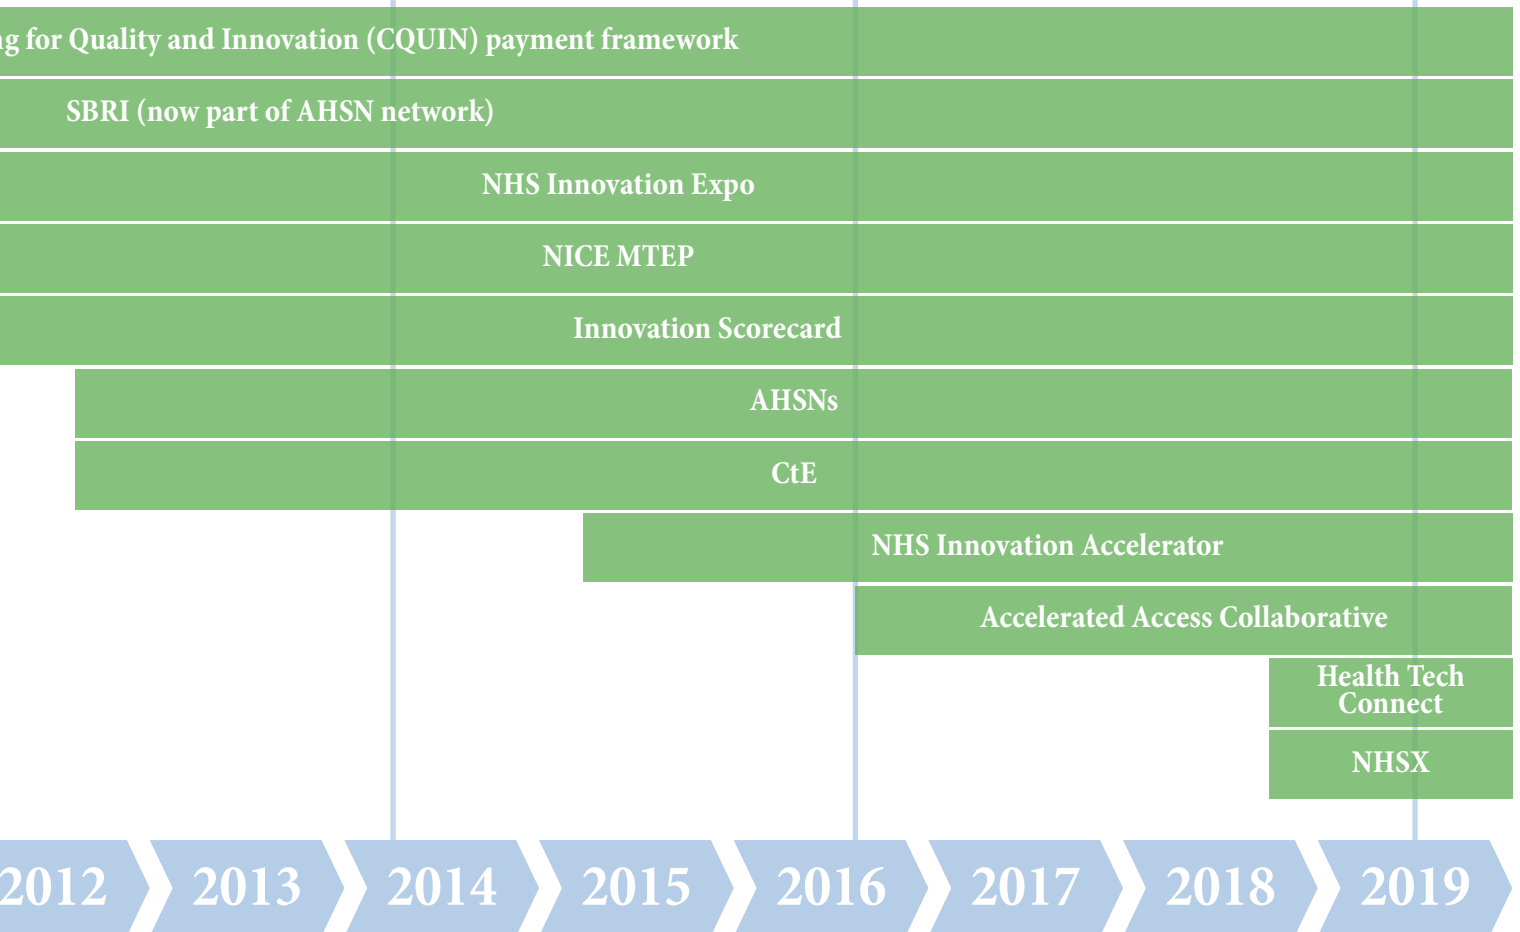 for Quality and Innovation (CQUIN) payment framework
SBRI (now part of AHSN network)
NHS Innovation Expo
NICE MTEP
Innovation Scorecard
AHSNs
CtE
NHS Innovation Accelerator
Accelerated Access Collaborative
Health Tech
Connect
NHSX
2012 2013 2014 2015 2016 2017 2018 2019